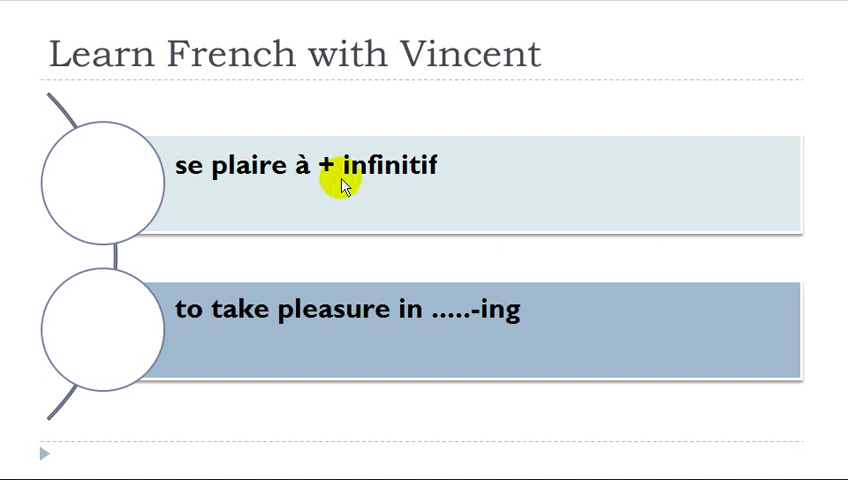 Learn French with Vincent
se plaire à + infinitif
to take pleasure in .....-ing